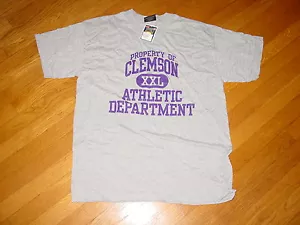 PROPERTY OF
CLEMSON
XXL
ATHLETIC
DEPARTMENT